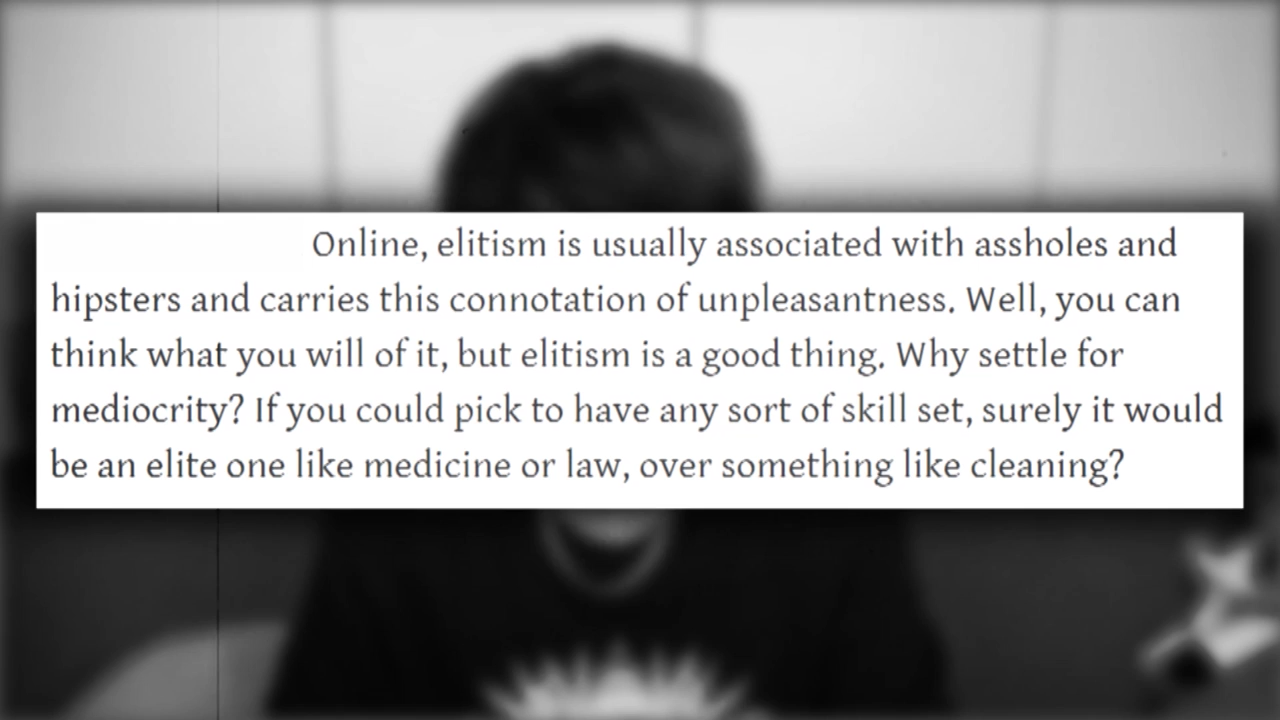 Online, elitism is usually associated with assholes and
hipsters and carries this connotation of unpleasantness. Well, you can
think what you will of it, but elitism is a good thing. Why settle for
mediocrity? If you could pick to have any sort of skill set, surely it would
be an elite one like medicine or law, over something like cleaning?